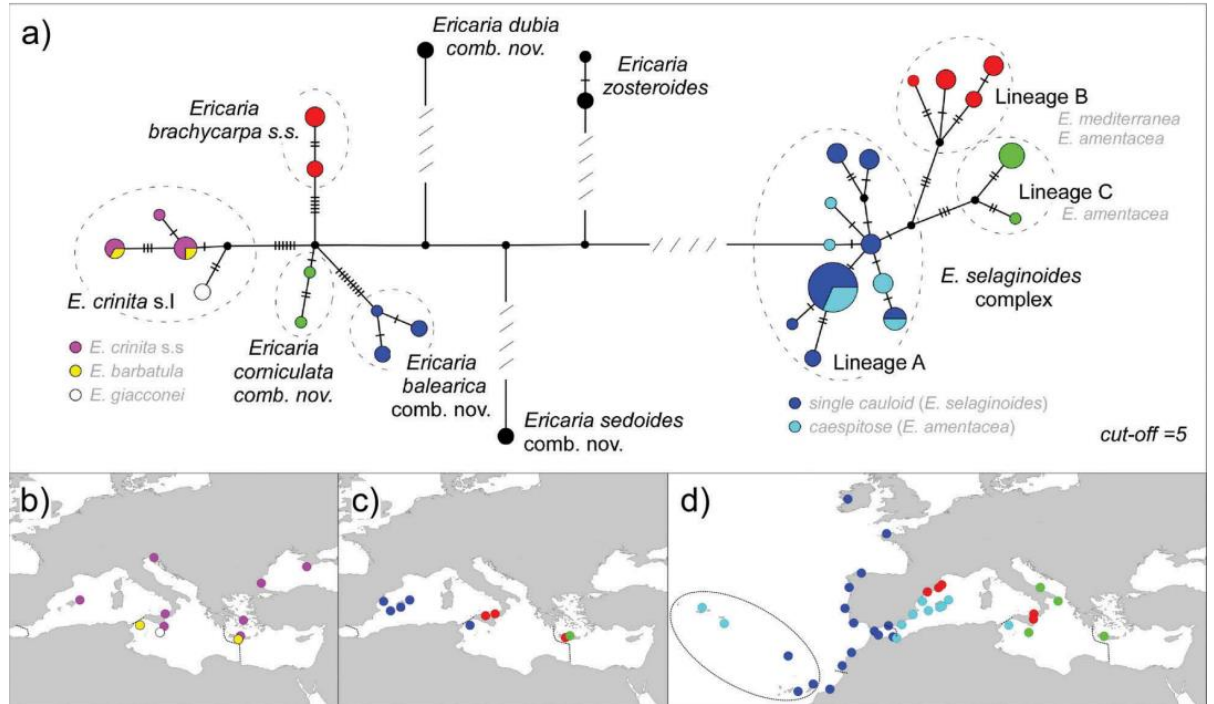 a)
Ericaria dubia
comb. nov.
Ericaria
zosteroides
Ericaria
brachycarpa s.s.
Lineage B
E. mediterranea
E. amentacea
Lineage C
E. amentacea
E. crinita s.l
E. selaginoides
complex
E. crinita s.s
E. barbatula
E. giacconei
Ericaria
corniculata
comb. nov.
Ericaria
balearica
comb. nov.
Lineage A
single cauloid (E. selaginoides)
caespitose (E. amentacea)
Ericaria sedoides
comb. nov.
cut-off =5
b)
c)
d)